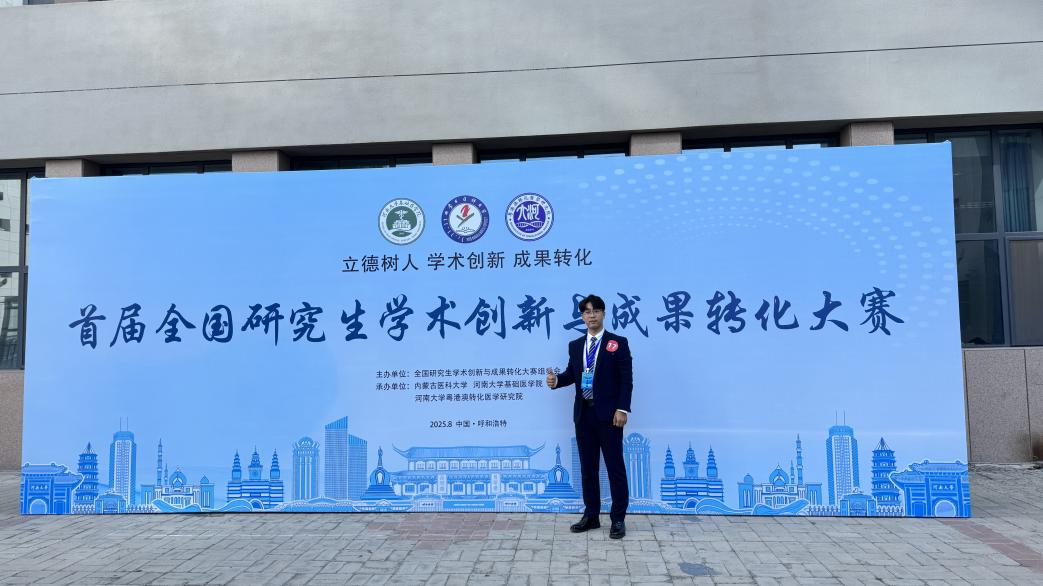 立德树人 学术创新 成果转化
首届全国研究生学术创新与成果转化大赛
主办单位：全国研究生学术创新与成果转化大赛组
承办单位：内蒙古医科大学 河南大学基础医学院
河南大学粤港澳转化医学研究院
2025.8 中国·呼和浩特
17